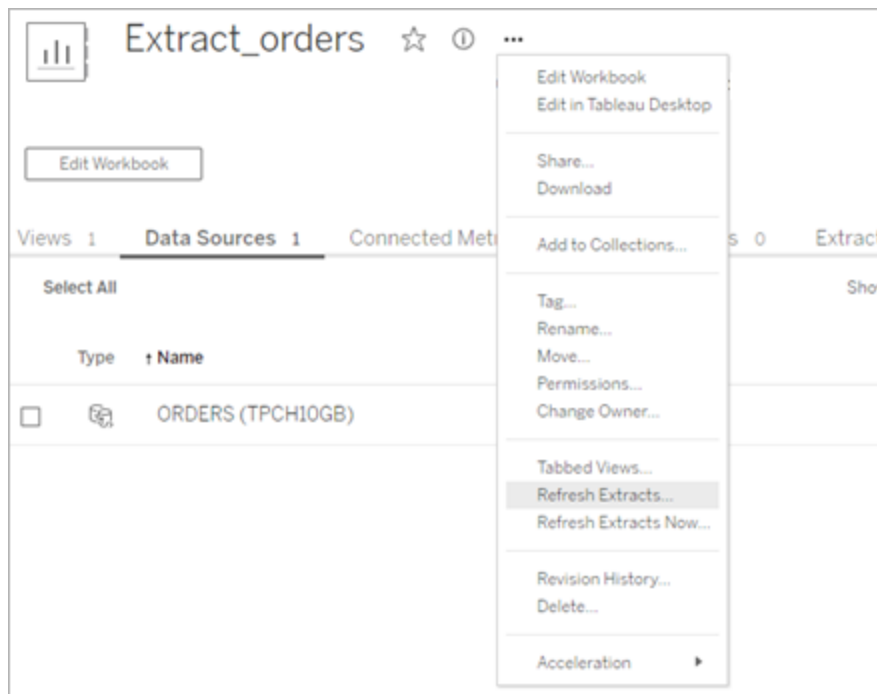 Extract_orders
Edit Workbook
Edit in Tableau Desktop
Edit Workbook
Share...
Download
Views 1 Data Sources 1 Connected Met s 0 Extract
Add to Collections...
Select All Sho
Tag...
Rename...
Type ↑ Name
Move...
Permissions...
ORDERS (TPCH10GB)
Change Owner...
Tabbed Views...
Refresh Extracts...
Refresh Extracts Now...
Revision History...
Delete...
Acceleration